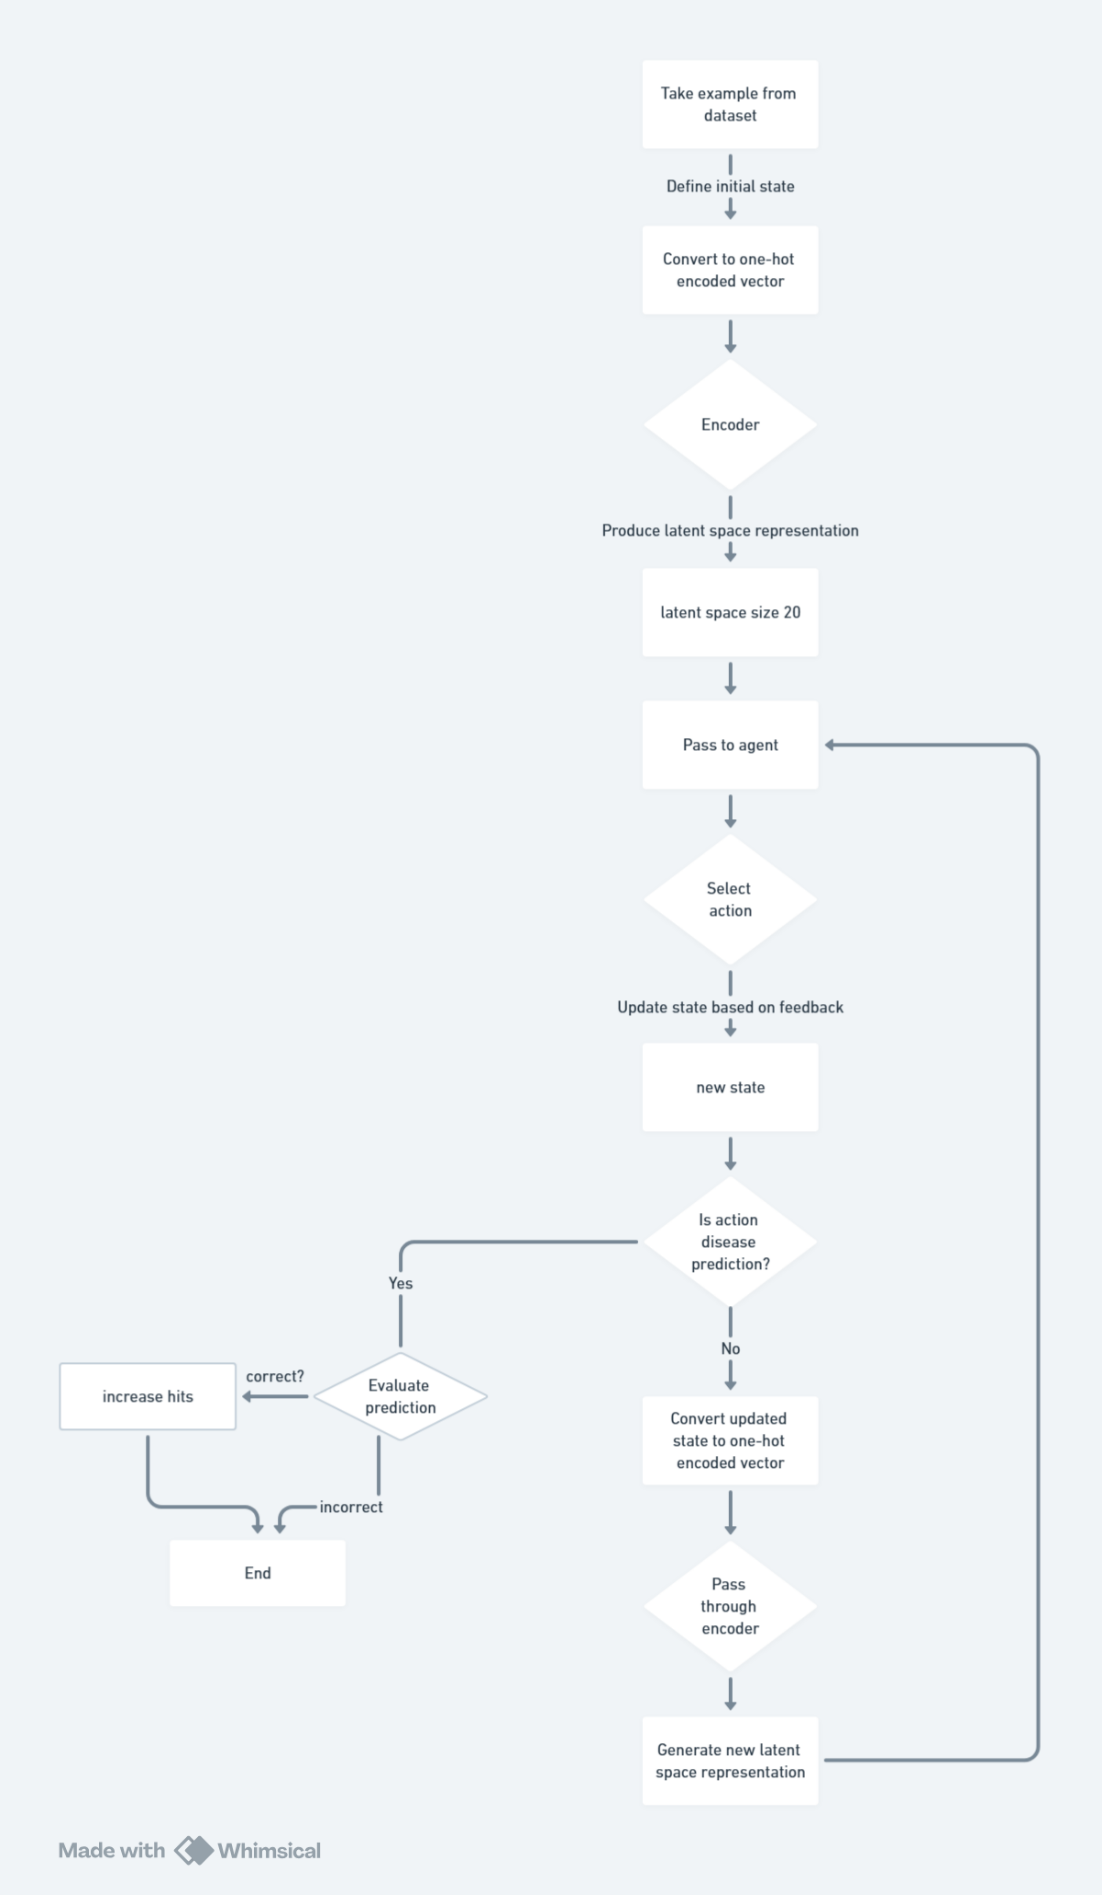 Take example from
dataset
Define initial state
Convert to one-hot
encoded vector
Encoder
Produce latent space representation
latent space size 20
Pass to agent
Select
action
Update state based on feedback
new state
Is action
disease
prediction?
Yes
No
correct?
increase hits
Evaluate
prediction
incorrect
End
Convert updated
state to one-hot
encoded vector
Pass
through
encoder
Generate new latent
space representation
Made with Whimsical